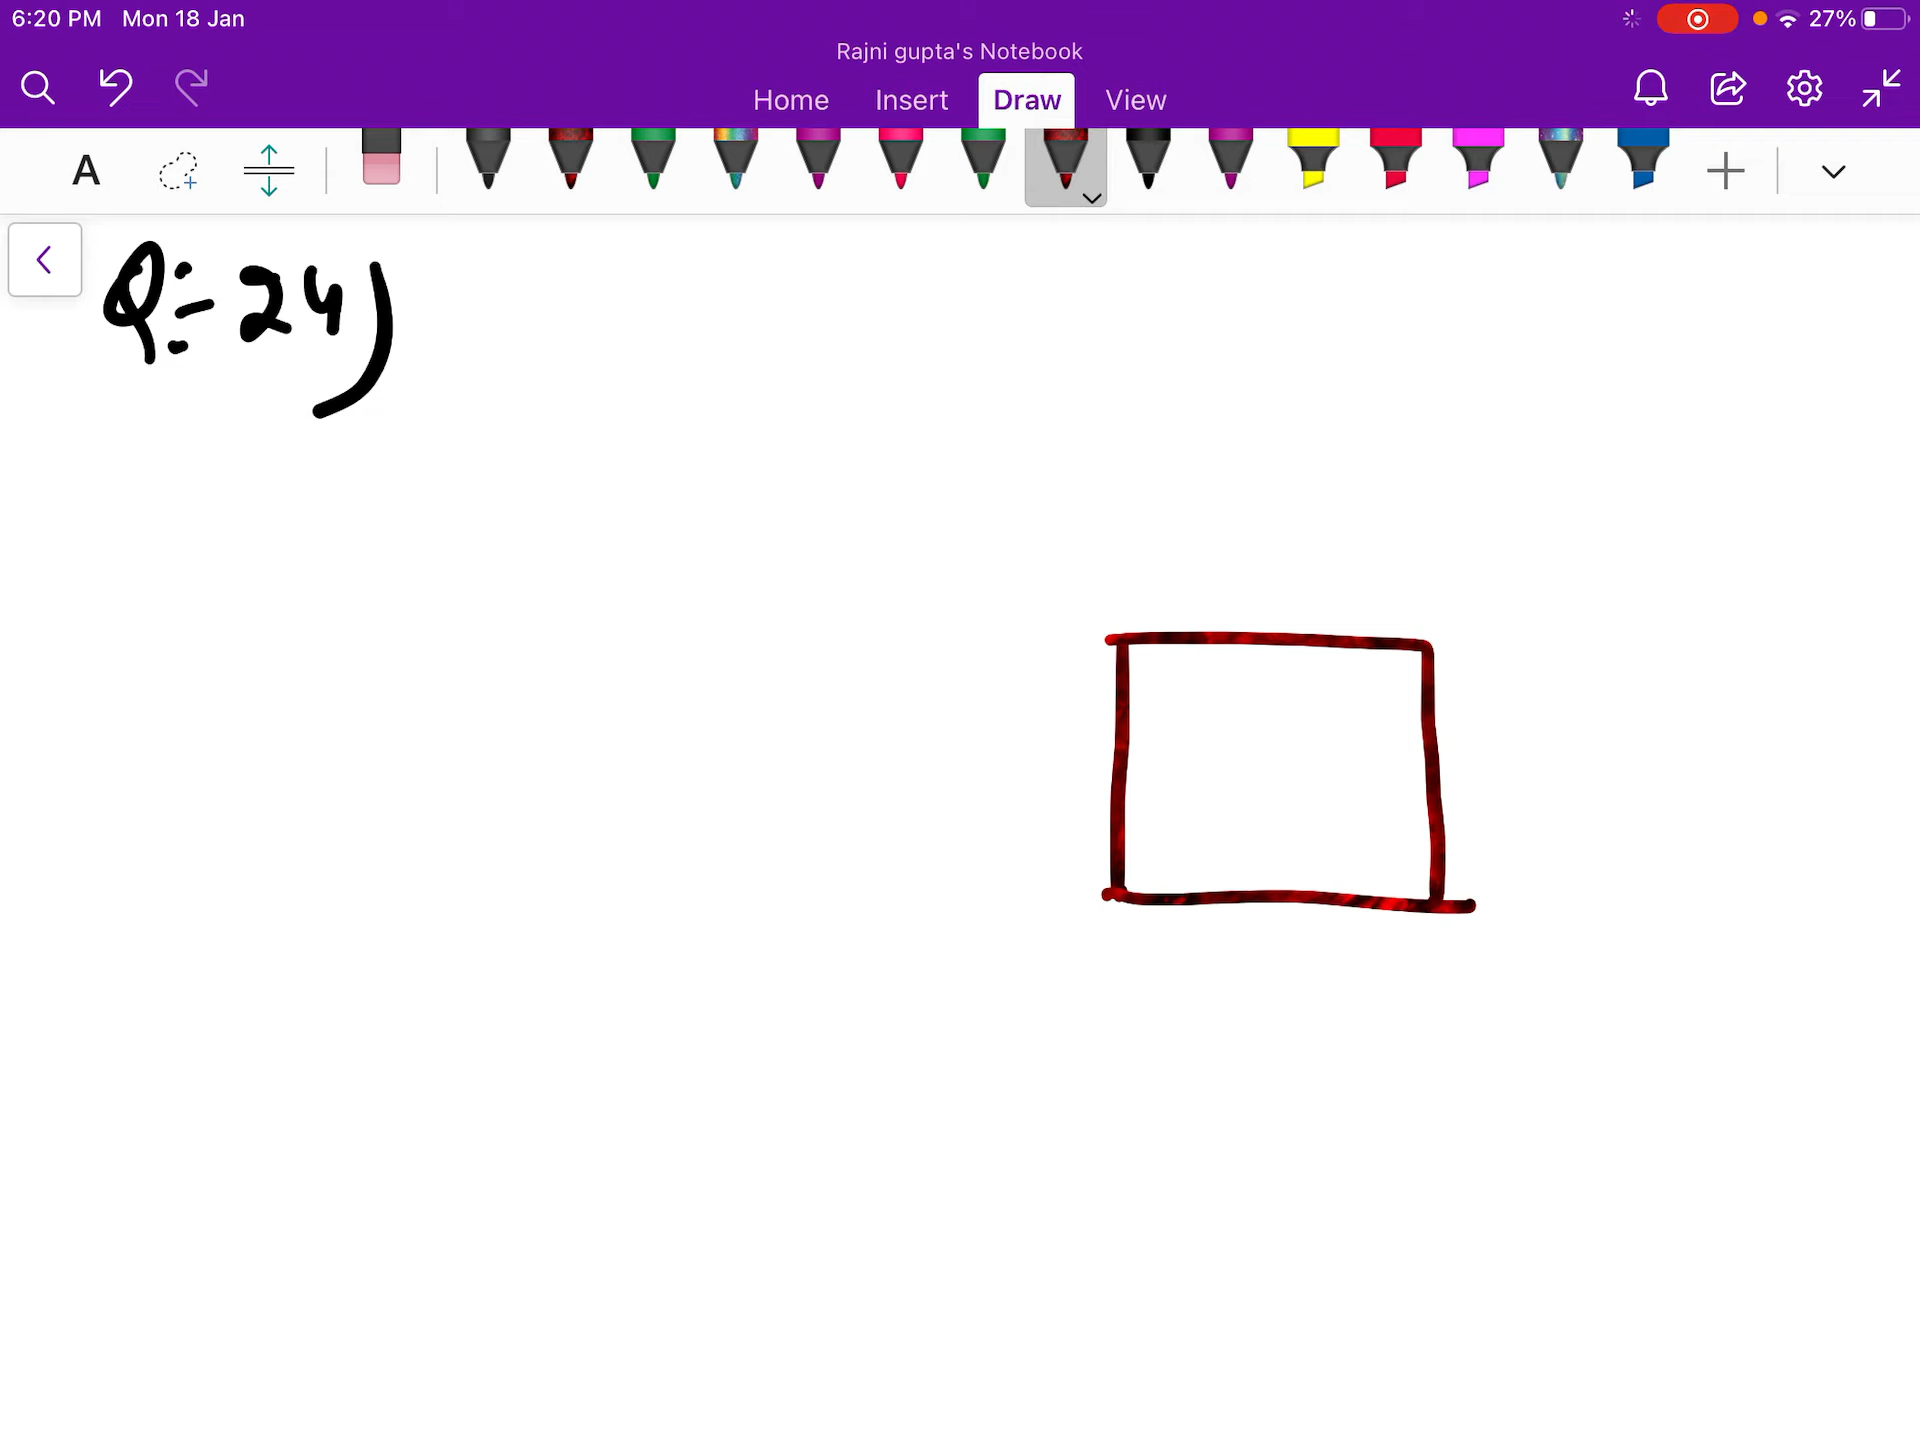 6:20 PM Mon 18 Jan
27%
Rajni gupta's Notebook
Home Insert Draw View
A
Q:- 24)